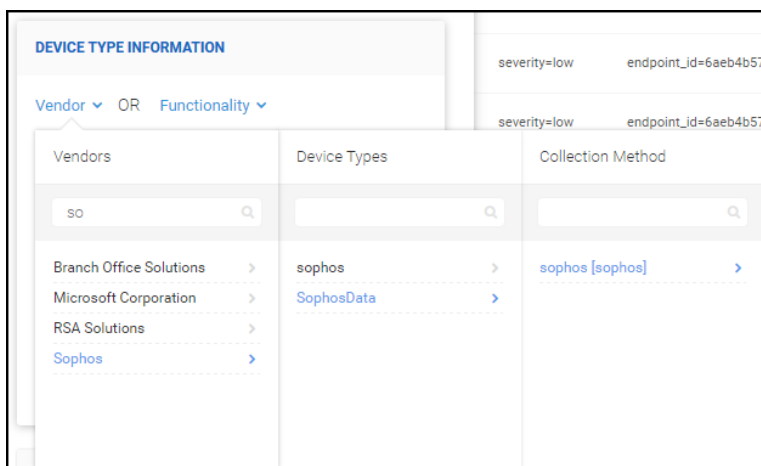 DEVICE TYPE INFORMATION
severity=low endpoint_id=6aeb4b57
Vendor OR Functionality
severity=low endpoint_id=6aeb4b57
Vendors Device Types Collection Method
so
Branch Office Solutions sophos sophos [sophos]
Microsoft Corporation SophosData
RSA Solutions
Sophos